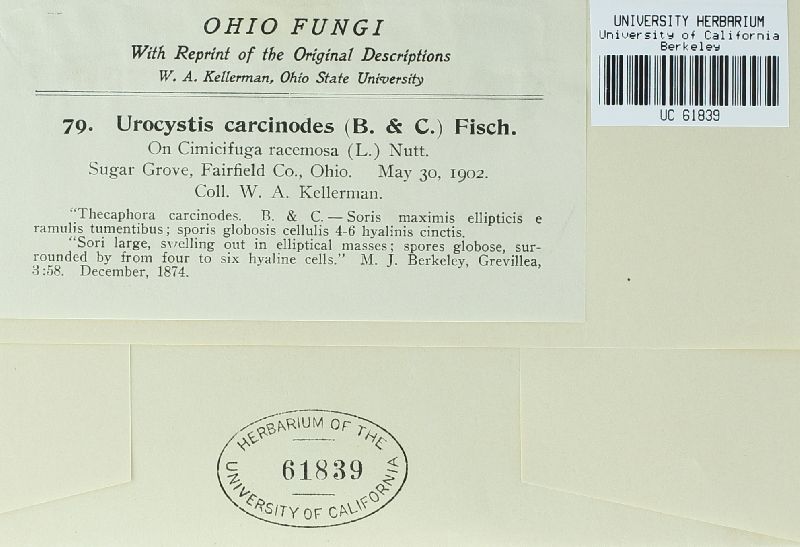 OHIO FUNGI
With Reprint of the Original Descriptions
W. A. Kellerman, Ohio State University
79. Urocystis carcinodes (B. & C.) Fisch.
On Cimicifuga racemosa (L.) Nutt.
Sugar Grove, Fairfield Co., Ohio. May 30, 1902.
Coll. W. A. Kellerman.
"Thecaphora carcinodes. B. & C.—Soris maximis ellipticis e
ramulis tumentibus; sporis globosis cellulis 4-6 hyalinis cinctis.
"Sori large, swelling out in elliptical masses; spores globose, sur-
rounded by from four to six hyaline cells." M. J. Berkeley, Grevillea,
3:58. December, 1874.
UNIVERSITY HERBARIUM
University of California
Berkeley
UC 61839
HERBARIUM OF THE
61839
UNIVERSITY OF CALIFORNIA